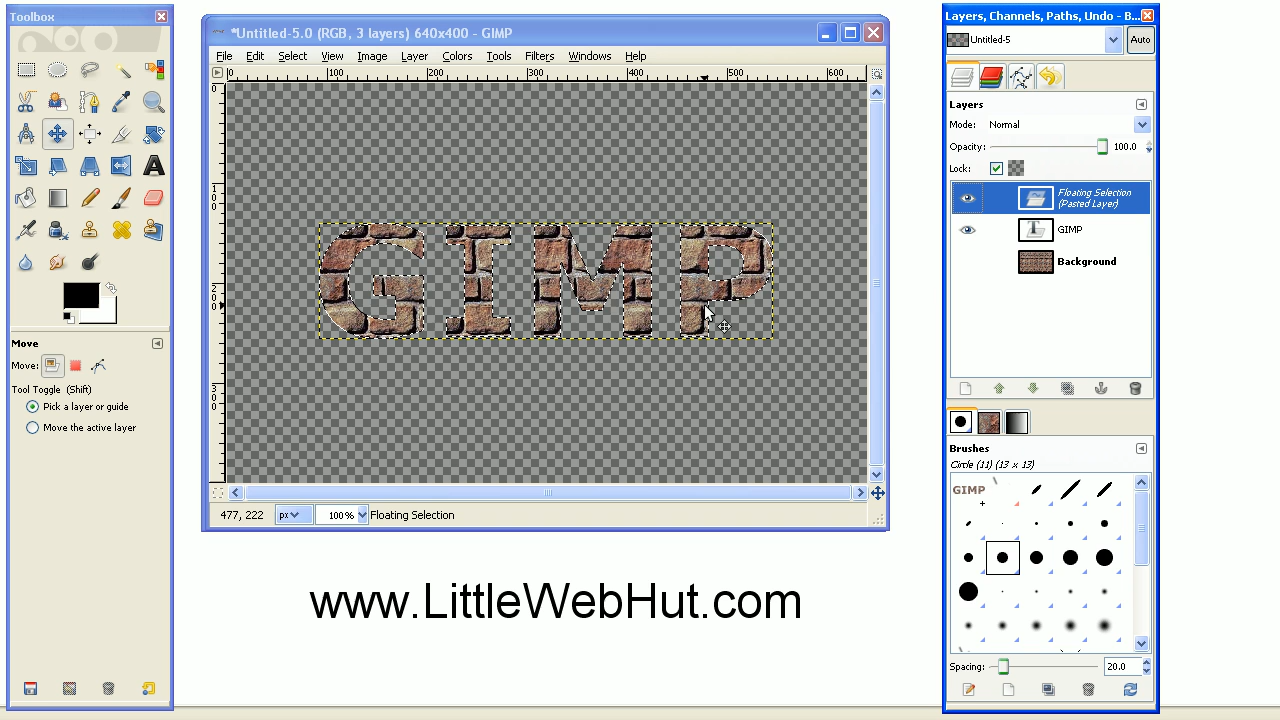 Toolbox
Move
Move:
Tool Toggle (Shift)
Pick a layer or guide
Move the active layer
*Untitled-5.0 (RGB, 3 layers) 640x400 - GIMP
File Edit Select View Image Layer Colors Tools Filters Windows Help
0 100 200 300 400 500 600
0
100
200
300
GIMP
477, 222 px 100% Floating Selection
www.LittleWebHut.com
Layers, Channels, Paths, Undo - B...
Untitled-5 Auto
Layers
Mode: Normal
Opacity: 100.0
Lock:
Floating Selection
(Pasted Layer)
GIMP
Background
Brushes
Circle (11) (13 x 13)
GIMP
Spacing: 20.0